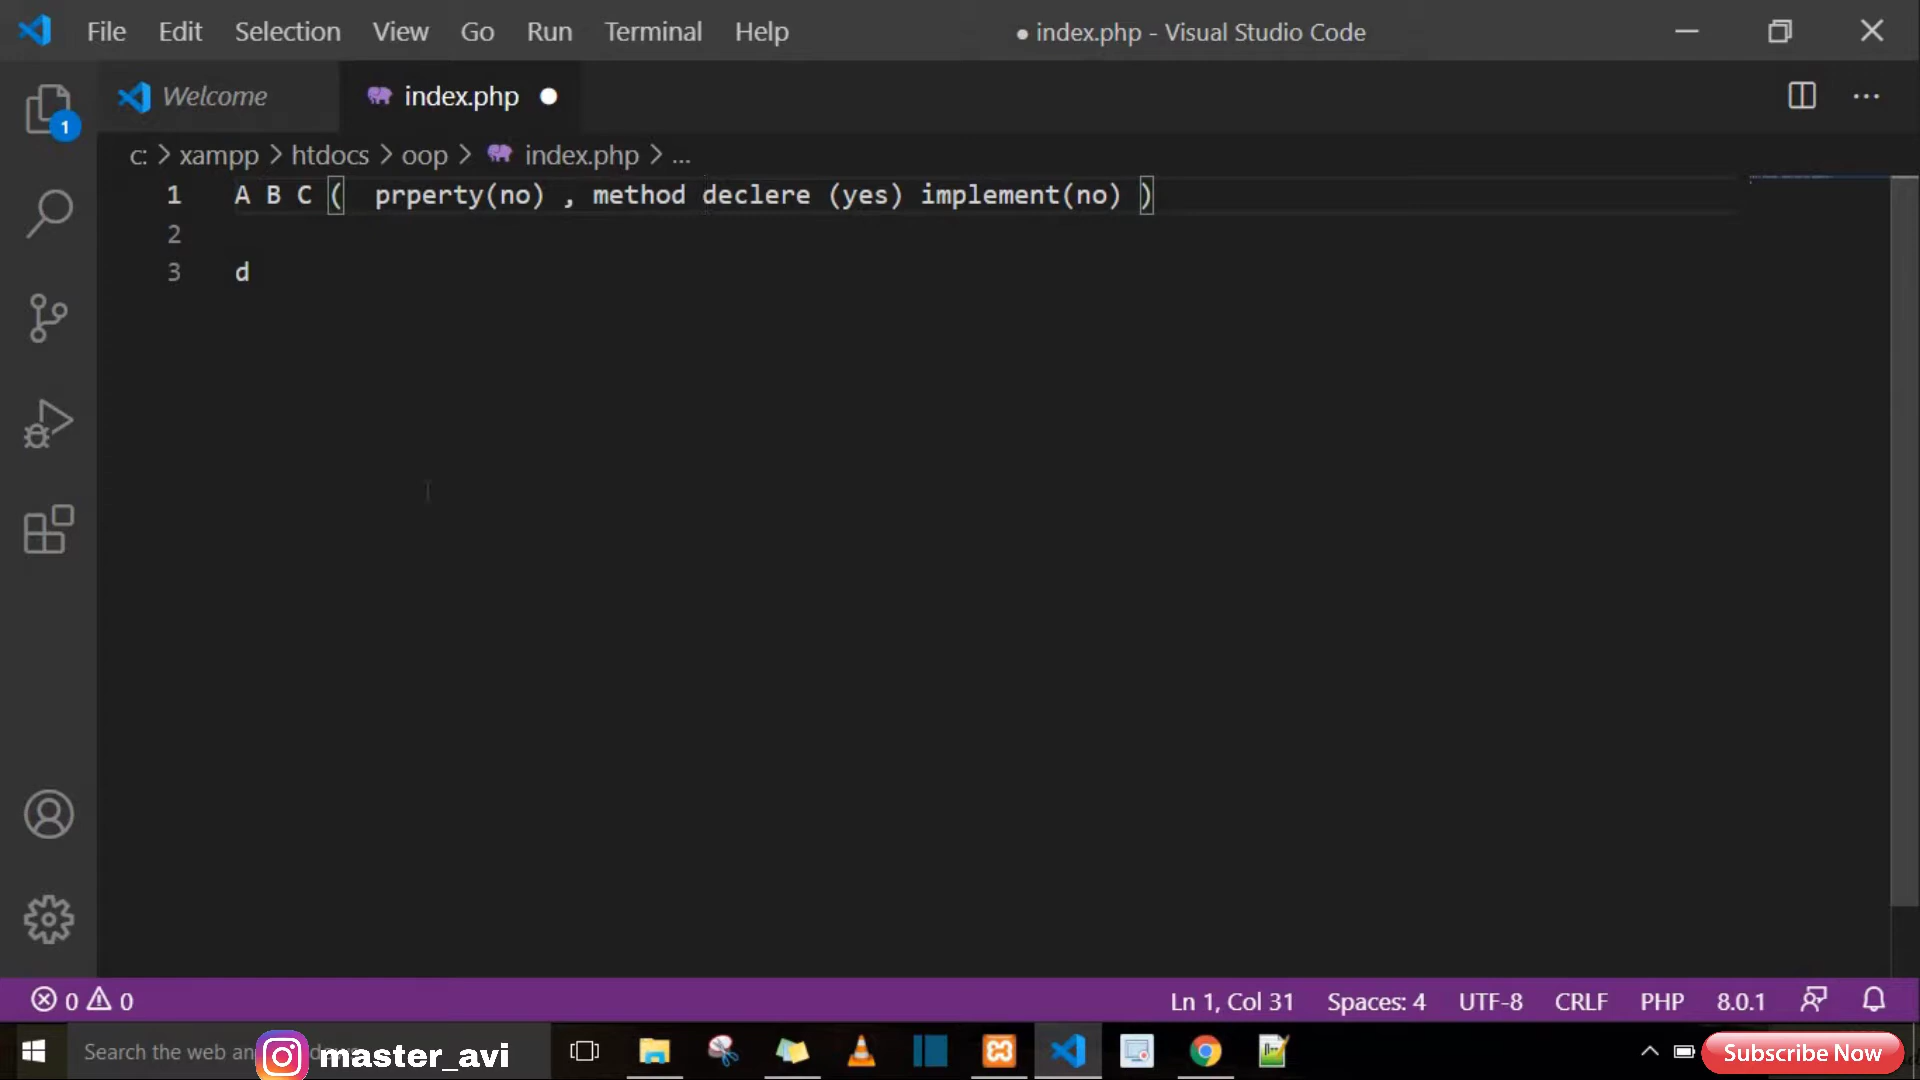 File Edit Selection View Go Run Terminal Help ● index.php - Visual Studio Code
Welcome index.php
1
c: > xampp > htdocs > oop > index.php > ...
1 A B C (  prperty(no) , method declere (yes) implement(no) )
2
3 d
0 0 Ln 1, Col 31 Spaces: 4 UTF-8 CRLF PHP 8.0.1
Search the web an master_avi Subscribe Now